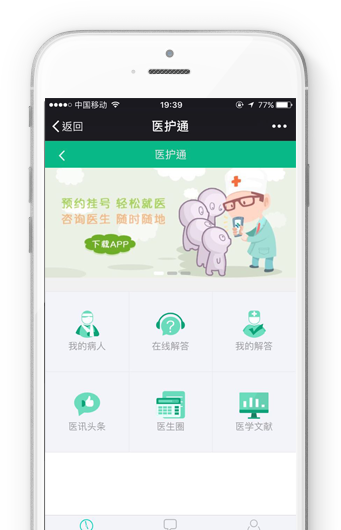 中国移动 19:39 77%
返回 医护通
医护通
预约挂号 轻松就医
咨询医生 随时随地
下载APP
我的病人 在线解答 我的解答
医讯头条 医生圈 医学文献